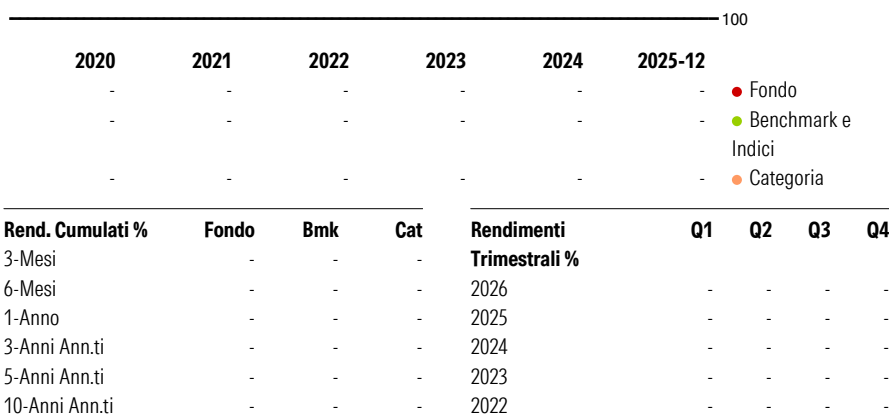 100
2020 2021 2022 2023 2024 2025-12
- - - - - - Fondo
- - - - - - Benchmark e
Indici
- - - - - - Categoria
Rend. Cumulati % Fondo Bmk Cat
3-Mesi - - -
6-Mesi - - -
1-Anno - - -
3-Anni Ann.ti - - -
5-Anni Ann.ti - - -
10-Anni Ann.ti - - -
Rendimenti Q1 Q2 Q3 Q4
Trimestrali %
2026 - - - -
2025 - - - -
2024 - - - -
2023 - - - -
2022 - - - -